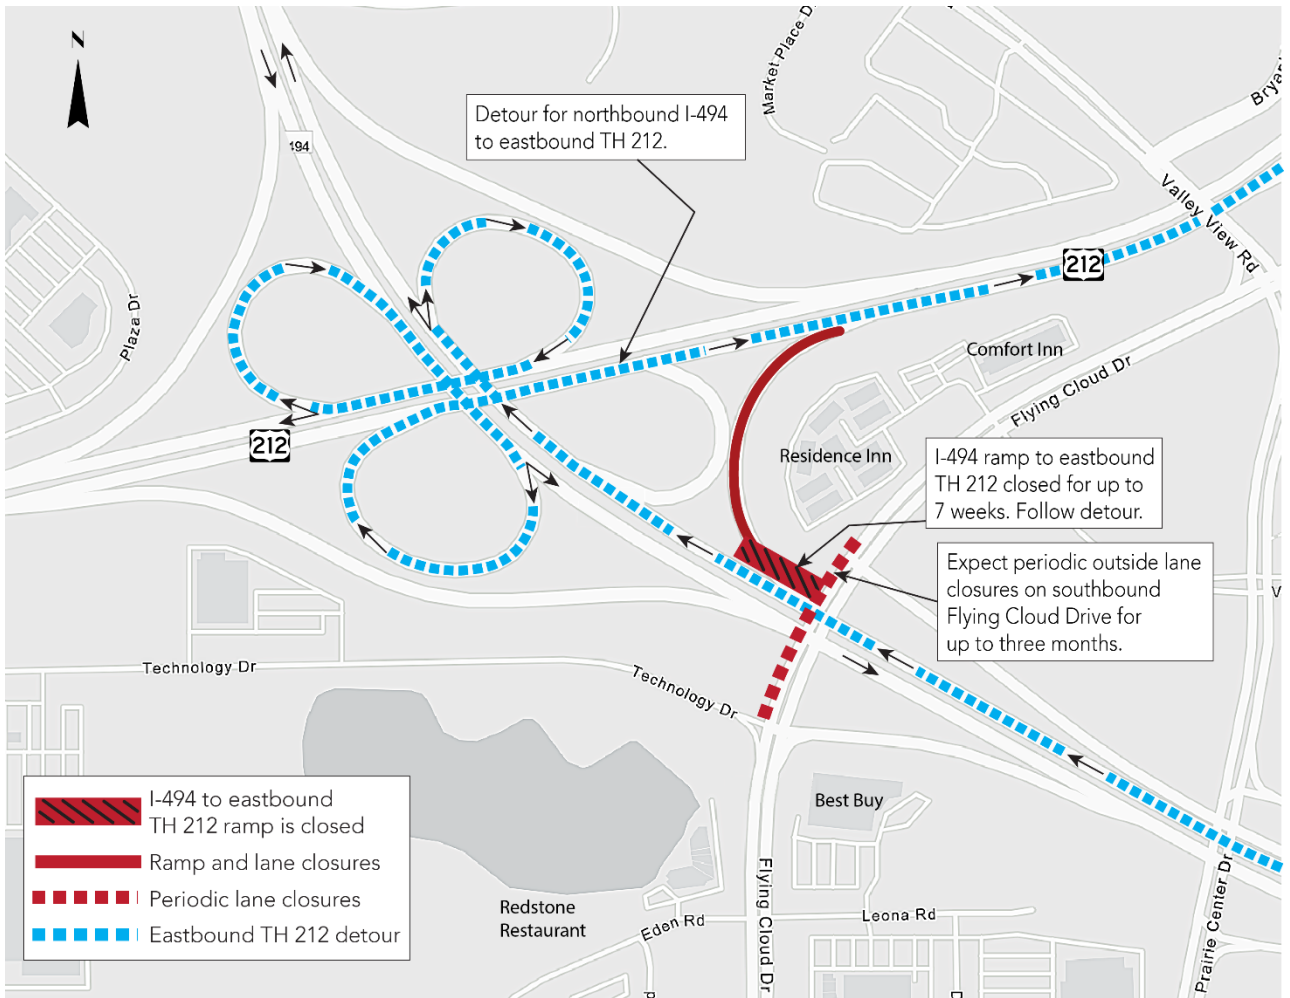 N
Market Place D
Brya
Detour for northbound I-494
to eastbound TH 212.
494
Valley View Rd
212
Plaza Dr
Comfort Inn
Flying Cloud Dr
212
Residence Inn
I-494 ramp to eastbound
TH 212 closed for up to
7 weeks. Follow detour.
Expect periodic outside lane
closures on southbound
Flying Cloud Drive for
up to three months.
V
Technology Dr
Technology Dr
Best Buy
I-494 to eastbound
TH 212 ramp is closed
Ramp and lane closures
Periodic lane closures
Eastbound TH 212 detour
Redstone
Restaurant
Eden Rd
Flying Cloud Dr
Leona Rd
Prairie Center Dr